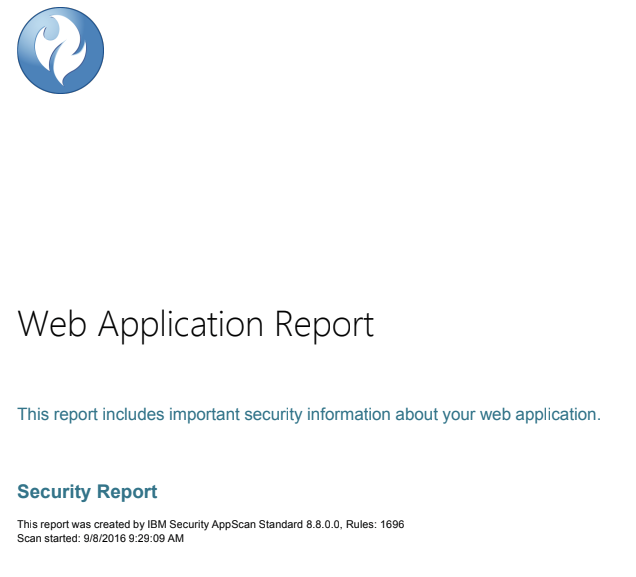 Web Application Report
This report includes important security information about your web application.
Security Report
This report was created by IBM Security AppScan Standard 8.8.0.0, Rules: 1696
Scan started: 9/8/2016 9:29:09 AM